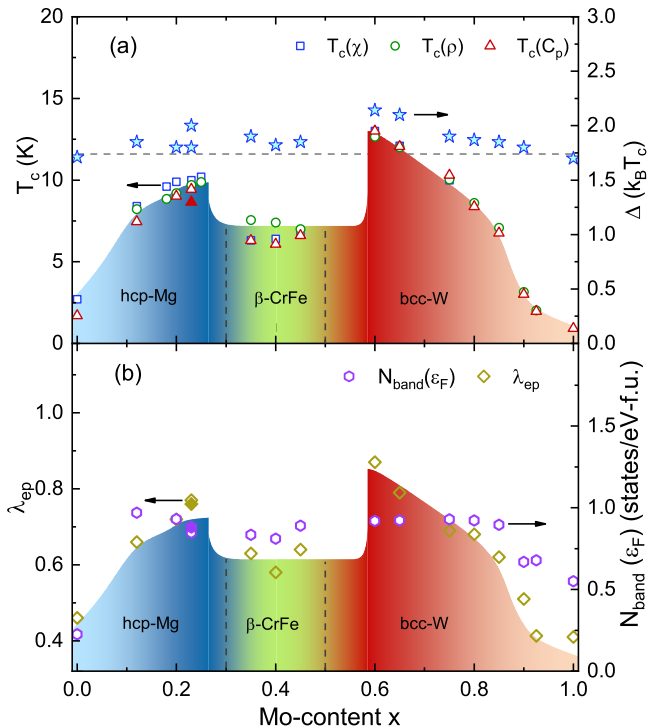 (a)
T_c(χ) T_c(ρ) T_c(C_p)
20
15
10
5
0
T_c (K)
3.0
2.5
2.0
1.5
1.0
0.5
0.0
Δ (k_BT_c)
hcp-Mg β-CrFe bcc-W
(b)
N_band(ε_F) λ_ep
1.0
0.8
0.6
0.4
λ_ep
1.5
1.0
0.5
0.0
N_band (ε_F) (states/eV-f.u.)
hcp-Mg β-CrFe bcc-W
0.0 0.2 0.4 0.6 0.8 1.0
Mo-content x